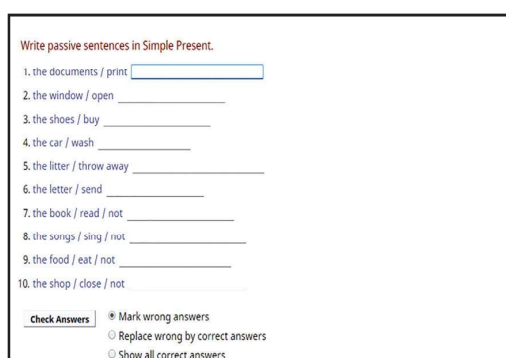 Write passive sentences in Simple Present.
1. the documents / print
2. the window / open
3. the shoes / buy
4. the car / wash
5. the litter / throw away
6. the letter / send
7. the book / read / not
8. the songs / sing / not
9. the food / eat / not
10. the shop / close / not
Check Answers Mark wrong answers
Replace wrong by correct answers
Show all correct answers